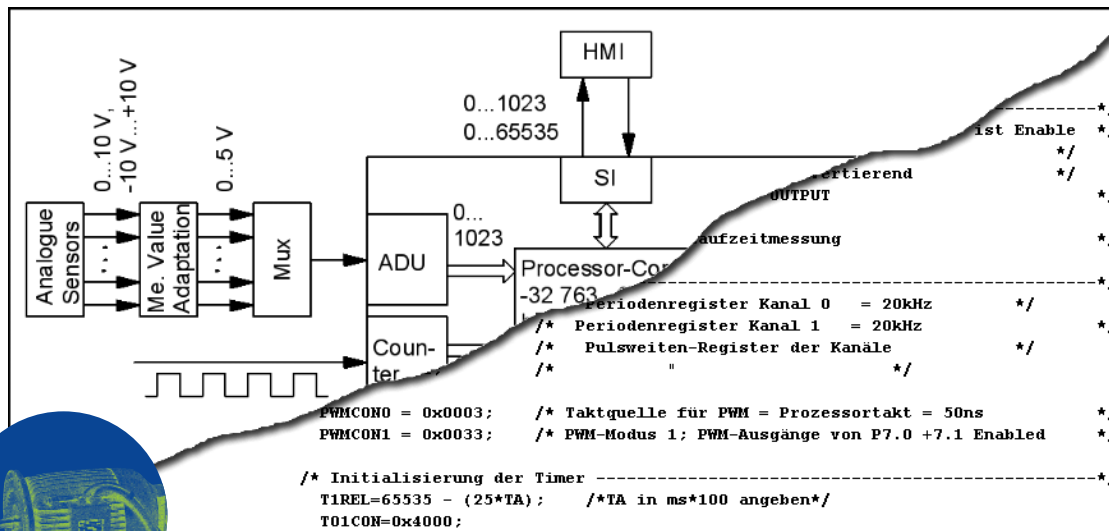 HMI
0...1023
0...65535
SI
0...10 V,
-10 V...+10 V
0...5 V
Analogue
Sensors
Me. Value
Adaptation
Mux
ADU
0...
1023
Processor-Cor
-32 763
Coun-
ter
---------*/
ist Enable */
*/
vertierend */
OUTPUT */
aufzeitmessung */
---------*/
Periodenregister Kanal 0 = 20kHz */
/* Periodenregister Kanal 1 = 20kHz */
/* Pulsweiten-Register der Kanäle */
/* " */
PWMCON0 = 0x0003; /* Taktquelle für PWM = Prozessortakt = 50ns */
PWMCON1 = 0x0033; /* PWM-Modus 1; PWM-Ausgänge von P7.0 +7.1 Enabled */
/* Initialisierung der Timer ---------*/
T1REL=65535 - (25*TA); /*TA in ms*100 angeben*/
T01CON=0x4000;